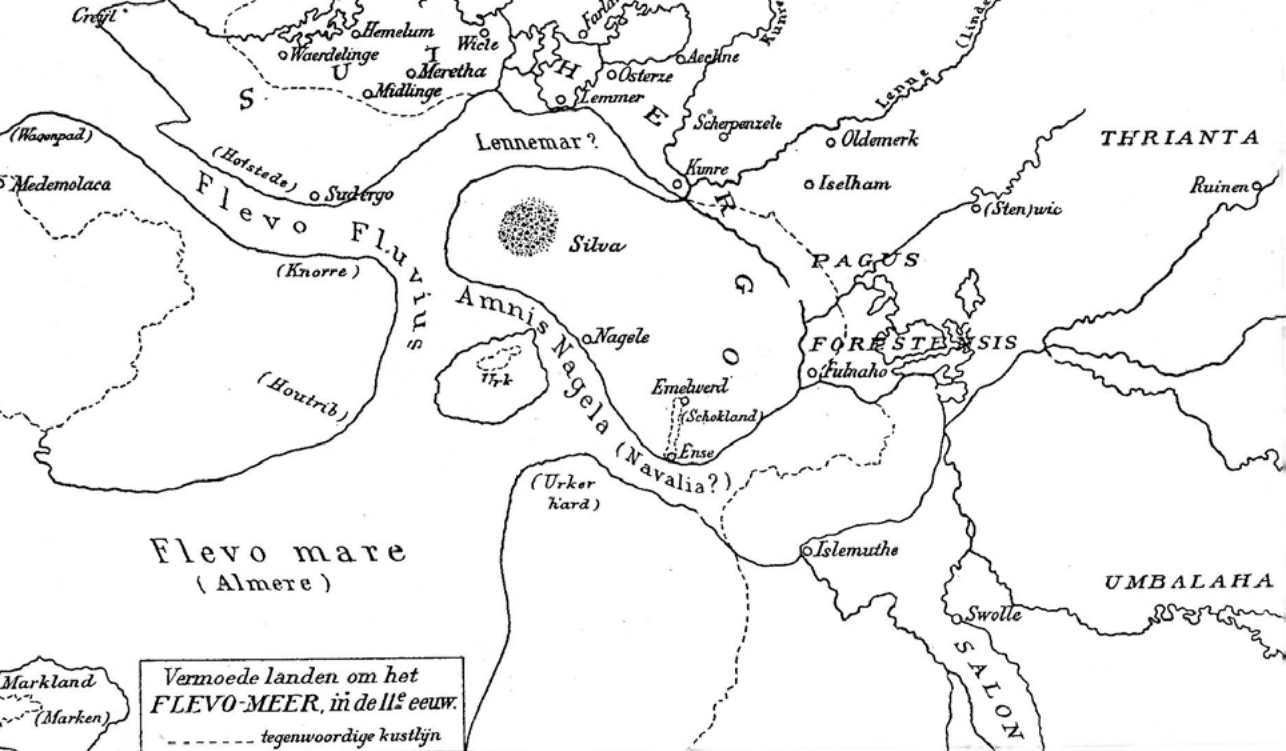 Creijl
Hemelum
Wicle
Waerdelinge
Meretha
Midlinge
S U I T H E R G O
Osterze
Aechne
Lemmer
Kunre
(Linde)
Lenne
Scherpenzele
Oldemerk
THRIANTA
(Wagenpad)
Lennemar?
(Hofstede)
Kunre
Medemolaca
Sudergo
Iselham
Ruinen
(Sten)wic
Flevo Fluvius
Silva
PAGUS
(Knorre)
Amnis Nagela (Navalia?)
Nagele
FORESTENSIS
Fulnaho
Urk
(Houtrib)
Emelwerd
(Schokland)
Ense
(Urker
hard)
Flevo mare
(Almere)
Islemuthe
UMBALAHA
Swolle
SALON
Markland
(Marken)
Vermoede landen om het
FLEVO-MEER, in de 11e eeuw.
tegenwoordige kustlijn